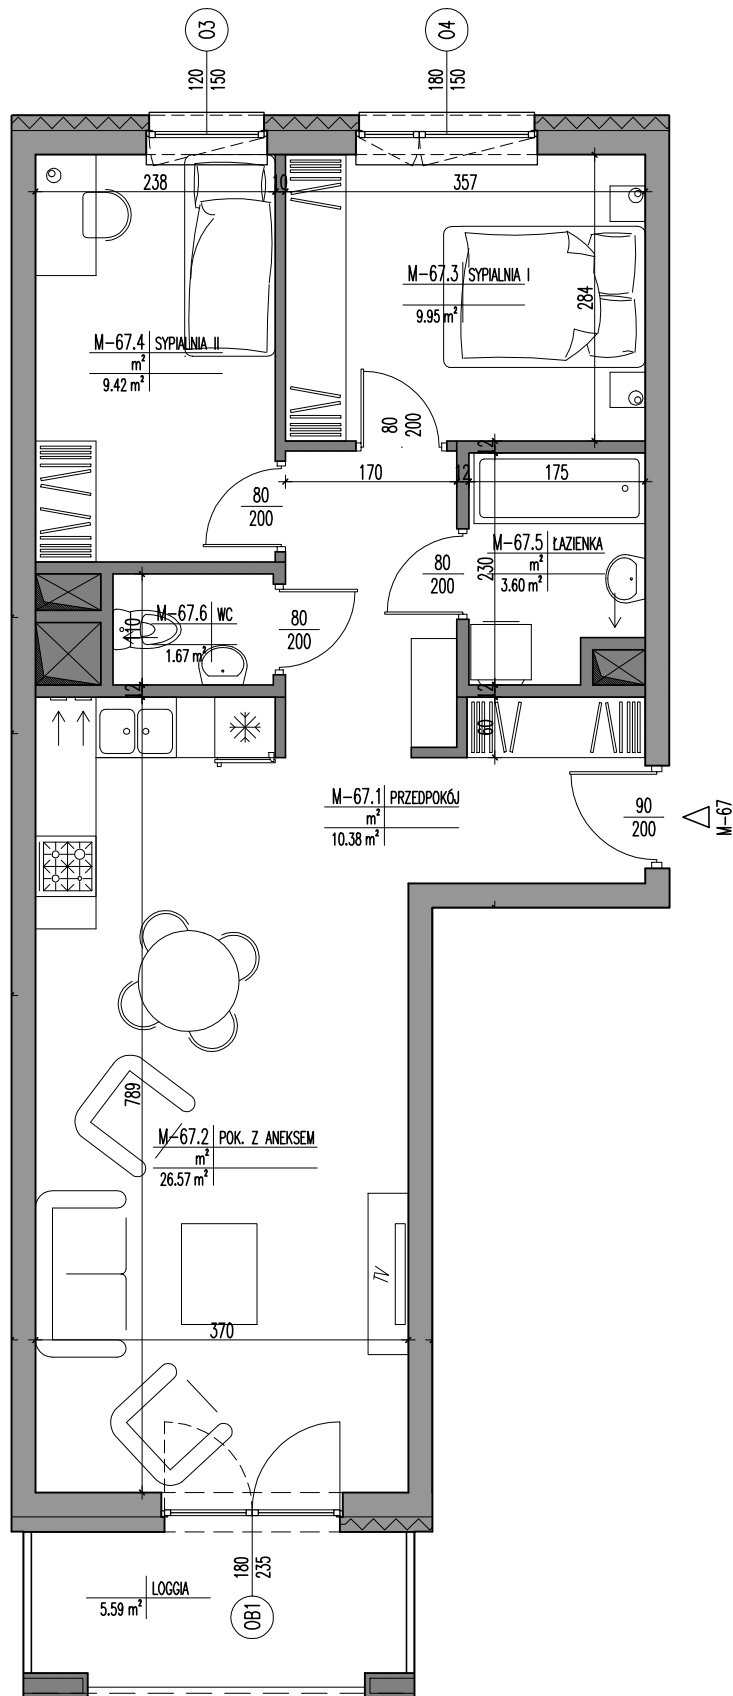 03
04
120
150
180
150
238
10
357
M-67.3 SYPIALNIA I
9.95 m²
284
M-67.4 SYPIALNIA II
m²
9.42 m²
80
200
12
170
12
175
80
200
M-67.5 ŁAZIENKA
m²
3.60 m²
230
80
200
M-67.6 WC
1.67 m²
110
80
200
12
12
60
M-67.1 PRZEDPOKÓJ
m²
10.38 m²
90
200
M-67
789
M-67.2 POK. Z ANEKSEM
m²
26.57 m²
TV
370
180
235
LOGGIA
5.59 m²
OB1